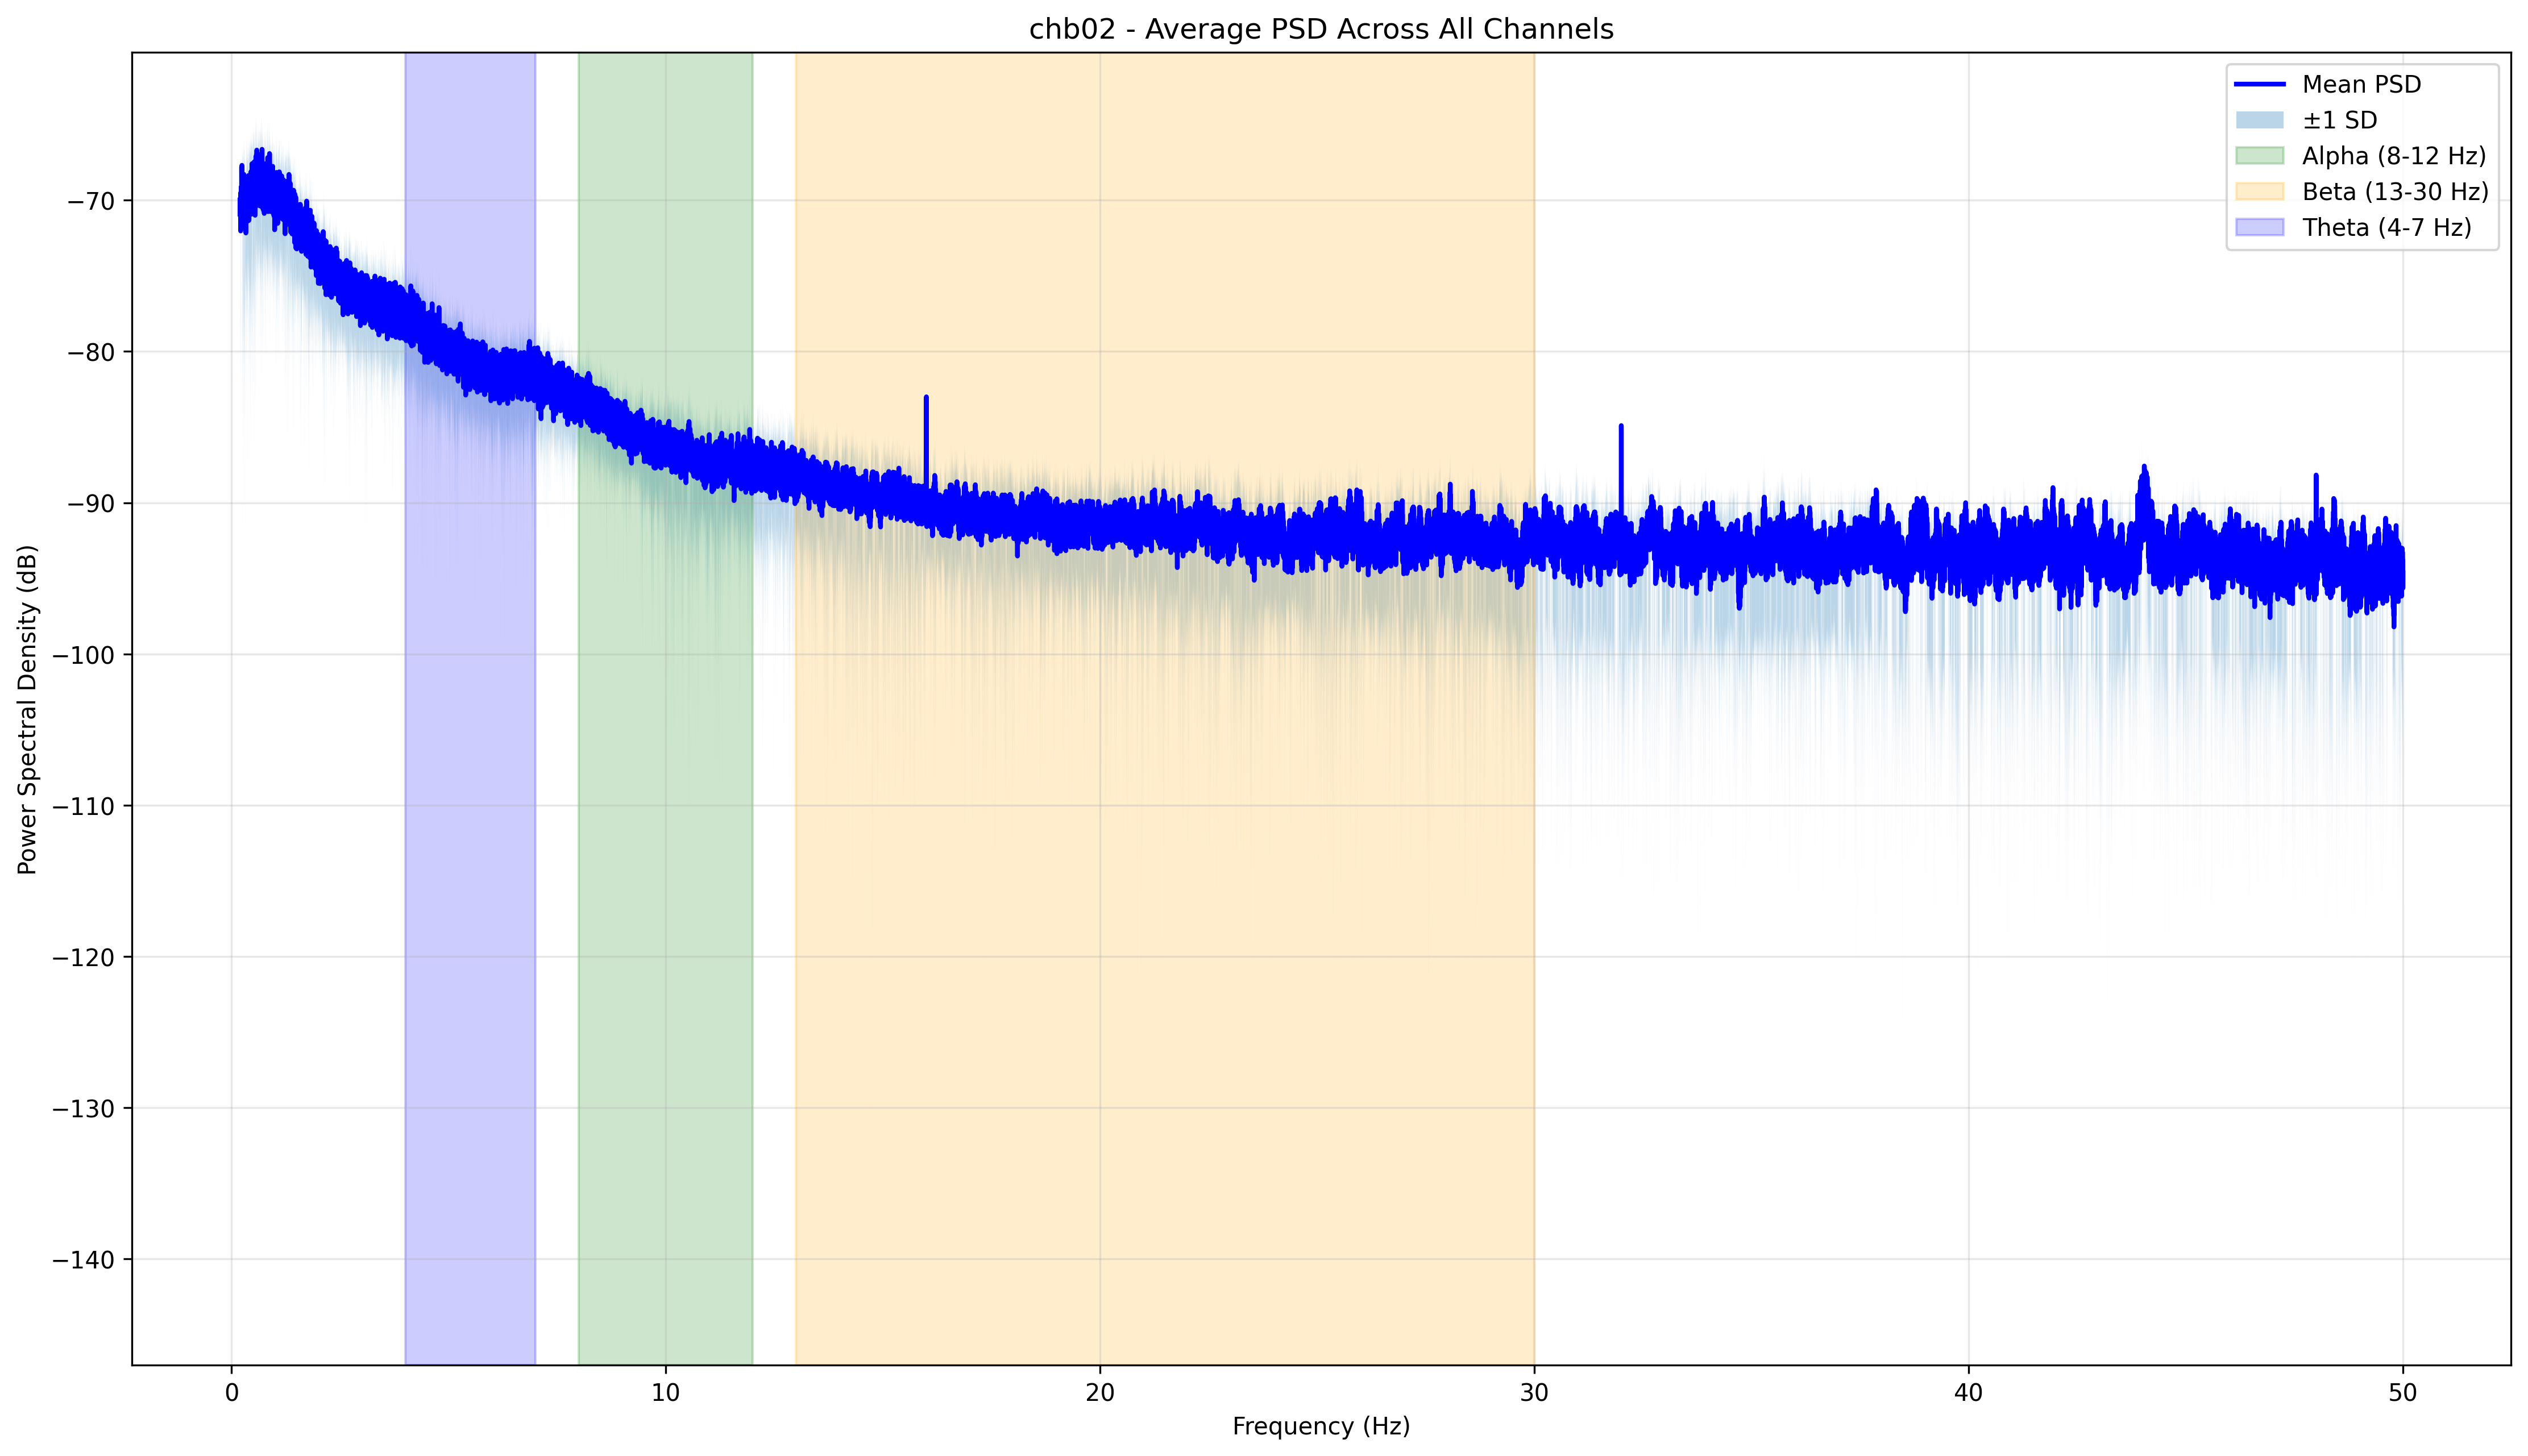 chb02 - Average PSD Across All Channels
Mean PSD
±1 SD
Alpha (8-12 Hz)
Beta (13-30 Hz)
Theta (4-7 Hz)
Power Spectral Density (dB)
−70
−80
−90
−100
−110
−120
−130
−140
0 10 20 30 40 50
Frequency (Hz)